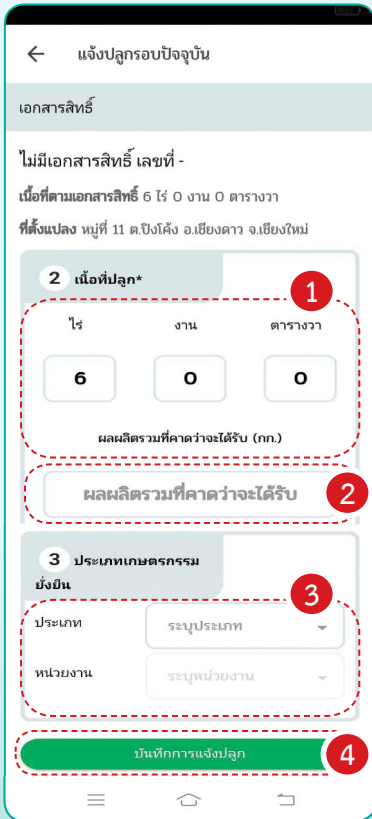 แจ้งปลูกรอบปัจจุบัน
เอกสารสิทธิ์
ไม่มีเอกสารสิทธิ์ เลขที่ -
เนื้อที่ตามเอกสารสิทธิ์ 6 ไร่ 0 งาน 0 ตารางวา
ที่ตั้งแปลง หมู่ที่ 11 ต.ปิงโค้ง อ.เชียงดาว จ.เชียงใหม่
2 เนื้อที่ปลูก*
1
ไร่ งาน ตารางวา
6 0 0
ผลผลิตรวมที่คาดว่าจะได้รับ (กก.)
ผลผลิตรวมที่คาดว่าจะได้รับ 2
3 ประเภทเกษตรกรรม
ยั่งยืน
3
ประเภท ระบุประเภท
หน่วยงาน ระบุหน่วยงาน
บันทึกการแจ้งปลูก 4